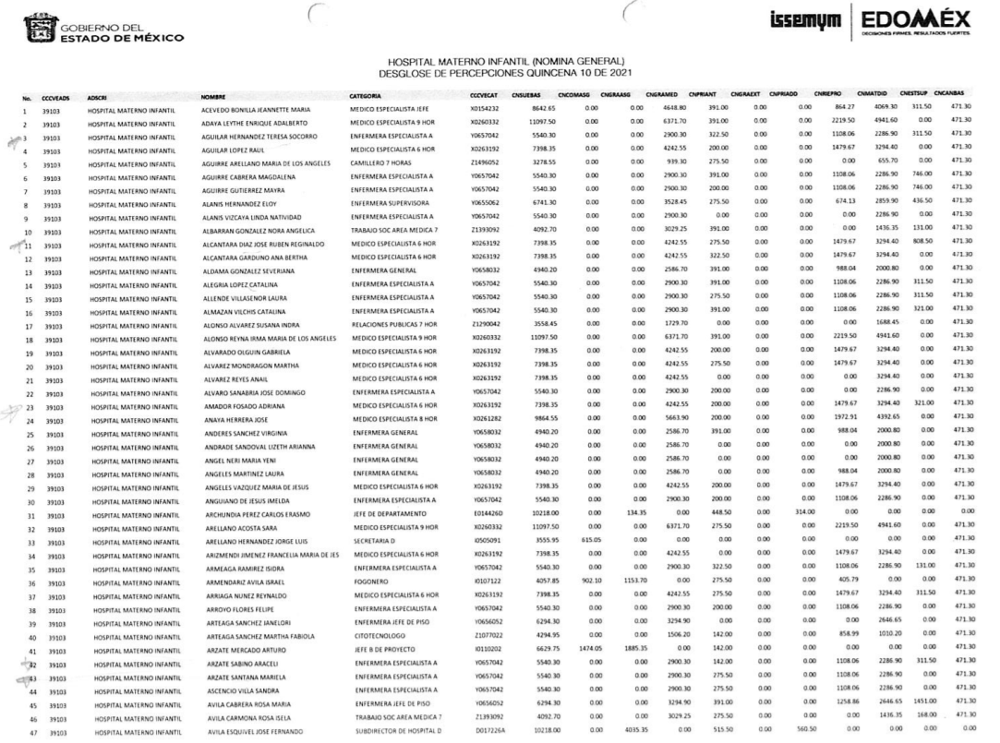 GOBIERNO DEL
ESTADO DE MÉXICO
issemym EDOMÉX
DECISIONES FIRMES, RESULTADOS FUERTES.
HOSPITAL MATERNO INFANTIL (NOMINA GENERAL)
DESGLOSE DE PERCEPCIONES QUINCENA 10 DE 2021
No. CCCVEADS ADSCRI NOMBRE CATEGORIA CCCVECAT CNSUEBAS CNCOMASG CNGRAASG CNGRAMED CNPRIANT CNGRAEXT CNPRIADO CNRIEPRO CNMATDID CNESTSUP CNCANBAS
1 39103 HOSPITAL MATERNO INFANTIL ACEVEDO BONILLA JEANNETTE MARIA MEDICO ESPECIALISTA JEFE X0154232 8642.65 0.00 0.00 4648.80 391.00 0.00 0.00 864.27 4069.30 311.50 471.30
2 39103 HOSPITAL MATERNO INFANTIL ADAYA LEYTHE ENRIQUE ADALBERTO MEDICO ESPECIALISTA 9 HOR X0260332 11097.50 0.00 0.00 6371.70 391.00 0.00 0.00 2219.50 4941.60 0.00 471.30
3 39103 HOSPITAL MATERNO INFANTIL AGUILAR HERNANDEZ TERESA SOCORRO ENFERMERA ESPECIALISTA A Y0657042 5540.30 0.00 0.00 2900.30 322.50 0.00 0.00 1108.06 2286.90 311.50 471.30
4 39103 HOSPITAL MATERNO INFANTIL AGUILAR LOPEZ RAUL MEDICO ESPECIALISTA 6 HOR X0263192 7398.35 0.00 0.00 4242.55 200.00 0.00 0.00 1479.67 3294.40 0.00 471.30
5 39103 HOSPITAL MATERNO INFANTIL AGUIRRE ARELLANO MARIA DE LOS ANGELES CAMILLERO 7 HORAS Z1496052 3278.55 0.00 0.00 939.30 275.50 0.00 0.00 0.00 655.70 0.00 471.30
6 39103 HOSPITAL MATERNO INFANTIL AGUIRRE CABRERA MAGDALENA ENFERMERA ESPECIALISTA A Y0657042 5540.30 0.00 0.00 2900.30 391.00 0.00 0.00 1108.06 2286.90 746.00 471.30
7 39103 HOSPITAL MATERNO INFANTIL AGUIRRE GUTIERREZ MAYRA ENFERMERA ESPECIALISTA A Y0657042 5540.30 0.00 0.00 2900.30 200.00 0.00 0.00 1108.06 2286.90 746.00 471.30
8 39103 HOSPITAL MATERNO INFANTIL ALANIS HERNANDEZ ELOY ENFERMERA SUPERVISORA Y0655062 6741.30 0.00 0.00 3528.45 275.50 0.00 0.00 674.13 2859.90 436.50 471.30
9 39103 HOSPITAL MATERNO INFANTIL ALANIS VIZCAYA LINDA NATIVIDAD ENFERMERA ESPECIALISTA A Y0657042 5540.30 0.00 0.00 2900.30 0.00 0.00 0.00 0.00 2286.90 0.00 471.30
10 39103 HOSPITAL MATERNO INFANTIL ALBARRAN GONZALEZ NORA ANGELICA TRABAJO SOC AREA MEDICA 7 Z1393092 4092.70 0.00 0.00 3029.25 391.00 0.00 0.00 0.00 1436.35 131.00 471.30
11 39103 HOSPITAL MATERNO INFANTIL ALCANTARA DIAZ JOSE RUBEN REGINALDO MEDICO ESPECIALISTA 6 HOR X0263192 7398.35 0.00 0.00 4242.55 275.50 0.00 0.00 1479.67 3294.40 808.50 471.30
12 39103 HOSPITAL MATERNO INFANTIL ALCANTARA GARDUNO ANA BERTHA MEDICO ESPECIALISTA 6 HOR X0263192 7398.35 0.00 0.00 4242.55 322.50 0.00 0.00 1479.67 3294.40 0.00 471.30
13 39103 HOSPITAL MATERNO INFANTIL ALDAMA GONZALEZ SEVERIANA ENFERMERA GENERAL Y0658032 4940.20 0.00 0.00 2586.70 391.00 0.00 0.00 988.04 2000.80 0.00 471.30
14 39103 HOSPITAL MATERNO INFANTIL ALEGRIA LOPEZ CATALINA ENFERMERA ESPECIALISTA A Y0657042 5540.30 0.00 0.00 2900.30 391.00 0.00 0.00 1108.06 2286.90 311.50 471.30
15 39103 HOSPITAL MATERNO INFANTIL ALLENDE VILLASENOR LAURA ENFERMERA ESPECIALISTA A Y0657042 5540.30 0.00 0.00 2900.30 275.50 0.00 0.00 1108.06 2286.90 311.50 471.30
16 39103 HOSPITAL MATERNO INFANTIL ALMAZAN VILCHIS CATALINA ENFERMERA ESPECIALISTA A Y0657042 5540.30 0.00 0.00 2900.30 391.00 0.00 0.00 1108.06 2286.90 321.00 471.30
17 39103 HOSPITAL MATERNO INFANTIL ALONSO ALVAREZ SUSANA INDRA RELACIONES PUBLICAS 7 HOR Z1290042 3558.45 0.00 0.00 1729.70 0.00 0.00 0.00 0.00 1688.45 0.00 471.30
18 39103 HOSPITAL MATERNO INFANTIL ALONSO REYNA IRMA MARIA DE LOS ANGELES MEDICO ESPECIALISTA 9 HOR X0260332 11097.50 0.00 0.00 6371.70 391.00 0.00 0.00 2219.50 4941.60 0.00 471.30
19 39103 HOSPITAL MATERNO INFANTIL ALVARADO OLGUIN GABRIELA MEDICO ESPECIALISTA 6 HOR X0263192 7398.35 0.00 0.00 4242.55 200.00 0.00 0.00 1479.67 3294.40 0.00 471.30
20 39103 HOSPITAL MATERNO INFANTIL ALVAREZ MONDRAGON MARTHA MEDICO ESPECIALISTA 6 HOR X0263192 7398.35 0.00 0.00 4242.55 275.50 0.00 0.00 1479.67 3294.40 0.00 471.30
21 39103 HOSPITAL MATERNO INFANTIL ALVAREZ REYES ANAIL MEDICO ESPECIALISTA 6 HOR X0263192 7398.35 0.00 0.00 4242.55 0.00 0.00 0.00 0.00 3294.40 0.00 471.30
22 39103 HOSPITAL MATERNO INFANTIL ALVARO SANABRIA JOSE DOMINGO ENFERMERA ESPECIALISTA A Y0657042 5540.30 0.00 0.00 2900.30 200.00 0.00 0.00 0.00 2286.90 0.00 471.30
23 39103 HOSPITAL MATERNO INFANTIL AMADOR FOSADO ADRIANA MEDICO ESPECIALISTA 6 HOR X0263192 7398.35 0.00 0.00 4242.55 200.00 0.00 0.00 1479.67 3294.40 321.00 471.30
24 39103 HOSPITAL MATERNO INFANTIL ANAYA HERRERA JOSE MEDICO ESPECIALISTA 8 HOR X0261282 9864.55 0.00 0.00 5663.90 200.00 0.00 0.00 1972.91 4392.65 0.00 471.30
25 39103 HOSPITAL MATERNO INFANTIL ANDERES SANCHEZ VIRGINIA ENFERMERA GENERAL Y0658032 4940.20 0.00 0.00 2586.70 391.00 0.00 0.00 988.04 2000.80 0.00 471.30
26 39103 HOSPITAL MATERNO INFANTIL ANDRADE SANDOVAL LIZETH ARIANNA ENFERMERA GENERAL Y0658032 4940.20 0.00 0.00 2586.70 0.00 0.00 0.00 0.00 2000.80 0.00 471.30
27 39103 HOSPITAL MATERNO INFANTIL ANGEL NERI MARIA YENI ENFERMERA GENERAL Y0658032 4940.20 0.00 0.00 2586.70 0.00 0.00 0.00 0.00 2000.80 0.00 471.30
28 39103 HOSPITAL MATERNO INFANTIL ANGELES MARTINEZ LAURA ENFERMERA GENERAL Y0658032 4940.20 0.00 0.00 2586.70 0.00 0.00 0.00 988.04 2000.80 0.00 471.30
29 39103 HOSPITAL MATERNO INFANTIL ANGELES VAZQUEZ MARIA DE JESUS MEDICO ESPECIALISTA 6 HOR X0263192 7398.35 0.00 0.00 4242.55 200.00 0.00 0.00 1479.67 3294.40 0.00 471.30
30 39103 HOSPITAL MATERNO INFANTIL ANGUIANO DE JESUS IMELDA ENFERMERA ESPECIALISTA A Y0657042 5540.30 0.00 0.00 2900.30 200.00 0.00 0.00 1108.06 2286.90 0.00 471.30
31 39103 HOSPITAL MATERNO INFANTIL ARCHUNDIA PEREZ CARLOS ERASMO JEFE DE DEPARTAMENTO E014426D 10218.00 0.00 134.35 0.00 448.50 0.00 314.00 0.00 0.00 0.00 0.00
32 39103 HOSPITAL MATERNO INFANTIL ARELLANO ACOSTA SARA MEDICO ESPECIALISTA 9 HOR X0260332 11097.50 0.00 0.00 6371.70 275.50 0.00 0.00 2219.50 4941.60 0.00 471.30
33 39103 HOSPITAL MATERNO INFANTIL ARELLANO HERNANDEZ JORGE LUIS SECRETARIA D I0505091 3555.95 615.05 0.00 0.00 0.00 0.00 0.00 0.00 0.00 0.00 471.30
34 39103 HOSPITAL MATERNO INFANTIL ARIZMENDI JIMENEZ FRANCELIA MARIA DE JES MEDICO ESPECIALISTA 6 HOR X0263192 7398.35 0.00 0.00 4242.55 0.00 0.00 0.00 1479.67 3294.40 0.00 471.30
35 39103 HOSPITAL MATERNO INFANTIL ARMEAGA RAMIREZ ISIDRA ENFERMERA ESPECIALISTA A Y0657042 5540.30 0.00 0.00 2900.30 322.50 0.00 0.00 1108.06 2286.90 131.00 471.30
36 39103 HOSPITAL MATERNO INFANTIL ARMENDARIZ AVILA ISRAEL FOGONERO I0107122 4057.85 902.10 1153.70 0.00 275.50 0.00 0.00 405.79 0.00 0.00 471.30
37 39103 HOSPITAL MATERNO INFANTIL ARRIAGA NUNEZ REYNALDO MEDICO ESPECIALISTA 6 HOR X0263192 7398.35 0.00 0.00 4242.55 275.50 0.00 0.00 1479.67 3294.40 311.50 471.30
38 39103 HOSPITAL MATERNO INFANTIL ARROYO FLORES FELIPE ENFERMERA ESPECIALISTA A Y0657042 5540.30 0.00 0.00 2900.30 200.00 0.00 0.00 1108.06 2286.90 0.00 471.30
39 39103 HOSPITAL MATERNO INFANTIL ARTEAGA SANCHEZ JANELORI ENFERMERA JEFE DE PISO Y0656052 6294.30 0.00 0.00 3294.90 0.00 0.00 0.00 0.00 2646.65 0.00 471.30
40 39103 HOSPITAL MATERNO INFANTIL ARTEAGA SANCHEZ MARTHA FABIOLA CITOTECNOLOGO Z1077022 4294.95 0.00 0.00 1506.20 142.00 0.00 0.00 858.99 1010.20 0.00 471.30
41 39103 HOSPITAL MATERNO INFANTIL ARZATE MERCADO ARTURO JEFE B DE PROYECTO I0110202 6629.75 1474.05 1885.35 0.00 142.00 0.00 0.00 0.00 0.00 0.00 471.30
42 39103 HOSPITAL MATERNO INFANTIL ARZATE SABINO ARACELI ENFERMERA ESPECIALISTA A Y0657042 5540.30 0.00 0.00 2900.30 142.00 0.00 0.00 1108.06 2286.90 311.50 471.30
43 39103 HOSPITAL MATERNO INFANTIL ARZATE SANTANA MARIELA ENFERMERA ESPECIALISTA A Y0657042 5540.30 0.00 0.00 2900.30 275.50 0.00 0.00 1108.06 2286.90 0.00 471.30
44 39103 HOSPITAL MATERNO INFANTIL ASCENCIO VILLA SANDRA ENFERMERA ESPECIALISTA A Y0657042 5540.30 0.00 0.00 2900.30 275.50 0.00 0.00 1108.06 2286.90 0.00 471.30
45 39103 HOSPITAL MATERNO INFANTIL AVILA CABRERA ROSA MARIA ENFERMERA JEFE DE PISO Y0656052 6294.30 0.00 0.00 3294.90 391.00 0.00 0.00 1258.86 2646.65 1451.00 471.30
46 39103 HOSPITAL MATERNO INFANTIL AVILA CARMONA ROSA ISELA TRABAJO SOC AREA MEDICA 7 Z1393092 4092.70 0.00 0.00 3029.25 275.50 0.00 0.00 0.00 1436.35 168.00 471.30
47 39103 HOSPITAL MATERNO INFANTIL AVILA ESQUIVEL JOSE FERNANDO SUBDIRECTOR DE HOSPITAL D D017226A 10218.00 0.00 4035.35 0.00 515.50 0.00 560.50 0.00 0.00 0.00 0.00